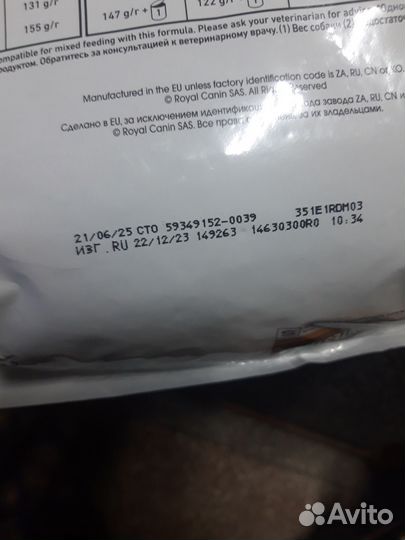 131 g/r
155 g/r
147 g/r + 1
122 g/r
compatible for mixed feeding with this formula. Please ask your veterinarian for advice
Обратитесь за консультацией к ветеринарному врачу. (1) Вес собаки (2)
Manufactured in the EU unless factory identification code is ZA, RU, CN or
© Royal Canin SAS. All Rights Reserved
Сделано в EU, за исключением идентификационного кода завода ZA, RU, CN и
© Royal Canin SAS. Все права за их владельцами.
21/06/25 CTO 59349152-0039 351E1RDM03
ИЗГ.RU 22/12/23 149263 14630300R0 10:34
Avito